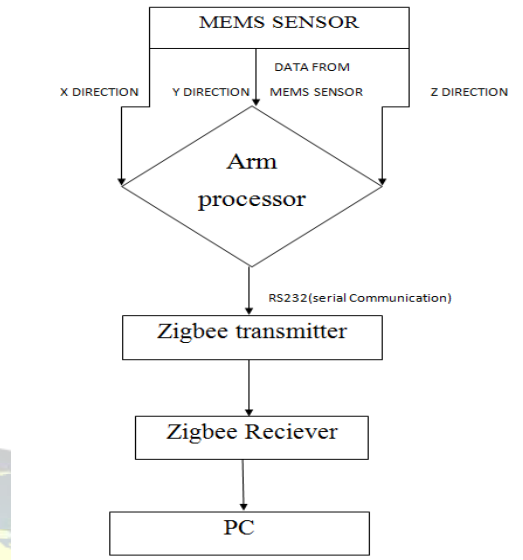 MEMS SENSOR
DATA FROM
X DIRECTION
Y DIRECTION
MEMS SENSOR
Z DIRECTION
Arm
processor
RS232(serial Communication)
Zigbee transmitter
Zigbee Reciever
PC